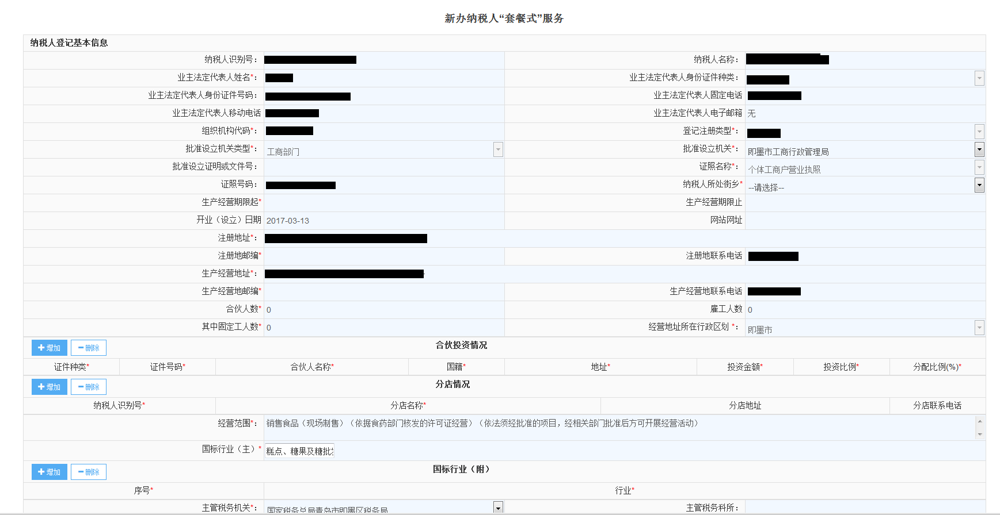 新办纳税人“套餐式”服务
纳税人登记基本信息
纳税人识别号： 纳税人名称：
业主法定代表人姓名*： 业主法定代表人身份证件种类：
业主法定代表人身份证件号码： 业主法定代表人固定电话
业主法定代表人移动电话 业主法定代表人电子邮箱 无
组织机构代码*： 登记注册类型*：
批准设立机关类型*： 工商部门 批准设立机关*： 即墨市工商行政管理局
批准设立证明或文件号： 证照名称*： 个体工商户营业执照
证照号码： 纳税人所处街乡* --请选择--
生产经营期限起* 生产经营期限止
开业（设立）日期 2017-03-13 网站网址
注册地址*：
注册地邮编* 注册地联系电话
生产经营地址*：
生产经营地邮编* 生产经营地联系电话
合伙人数* 0 雇工人数 0
其中固定工人数* 0 经营地址所在行政区划 *： 即墨市
增加 删除 合伙投资情况
证件种类* 证件号码* 合伙人名称* 国籍* 地址* 投资金额* 投资比例* 分配比例(%)*
增加 删除 分店情况
纳税人识别号* 分店名称* 分店地址 分店联系电话
经营范围*： 销售食品（现场制售）（依据食药部门核发的许可证经营）（依法须经批准的项目，经相关部门批准后方可开展经营活动）
国标行业（主）* 糕点、糖果及糖批
增加 删除 国标行业（附）
序号* 行业*
主管税务机关*： 国家税务总局青岛市即墨区税务局 主管税务科所：